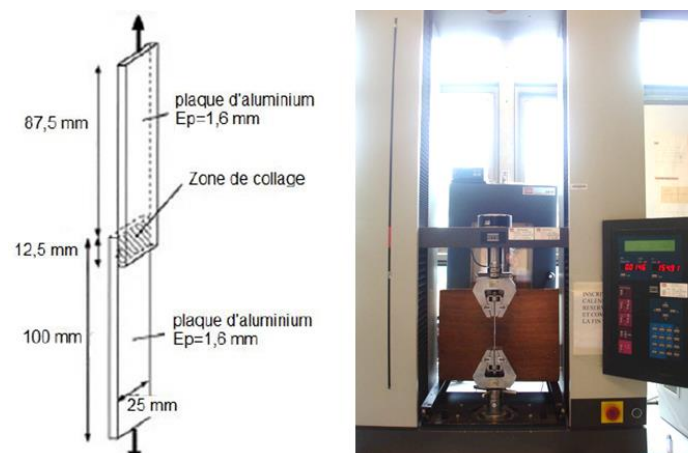 87,5 mm
plaque d'aluminium
Ep=1,6 mm
Zone de collage
12,5 mm
100 mm
plaque d'aluminium
Ep=1,6 mm
25 mm